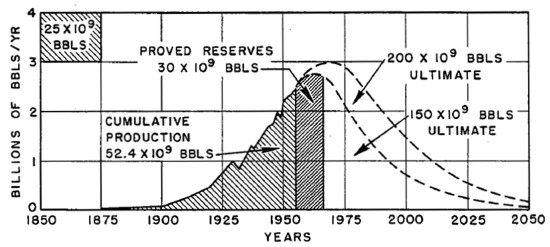 4
25 X 10⁹
BBLS
3
2
1
0
BILLIONS OF BBLS/YR
PROVED RESERVES
30 X 10⁹ BBLS
CUMULATIVE
PRODUCTION
52.4 X 10⁹ BBLS
200 X 10⁹ BBLS
ULTIMATE
150 X 10⁹ BBLS
ULTIMATE
1850 1875 1900 1925 1950 1975 2000 2025 2050
YEARS